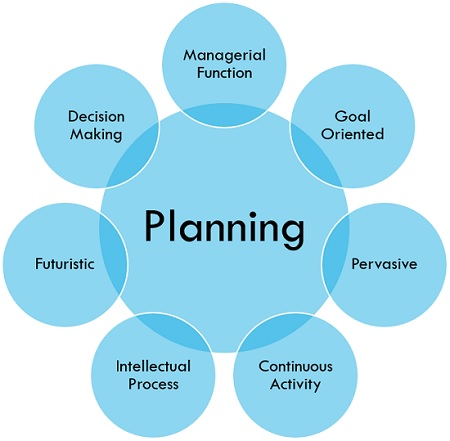 Managerial
Function
Decision
Making
Goal
Oriented
Planning
Futuristic
Pervasive
Intellectual
Process
Continuous
Activity